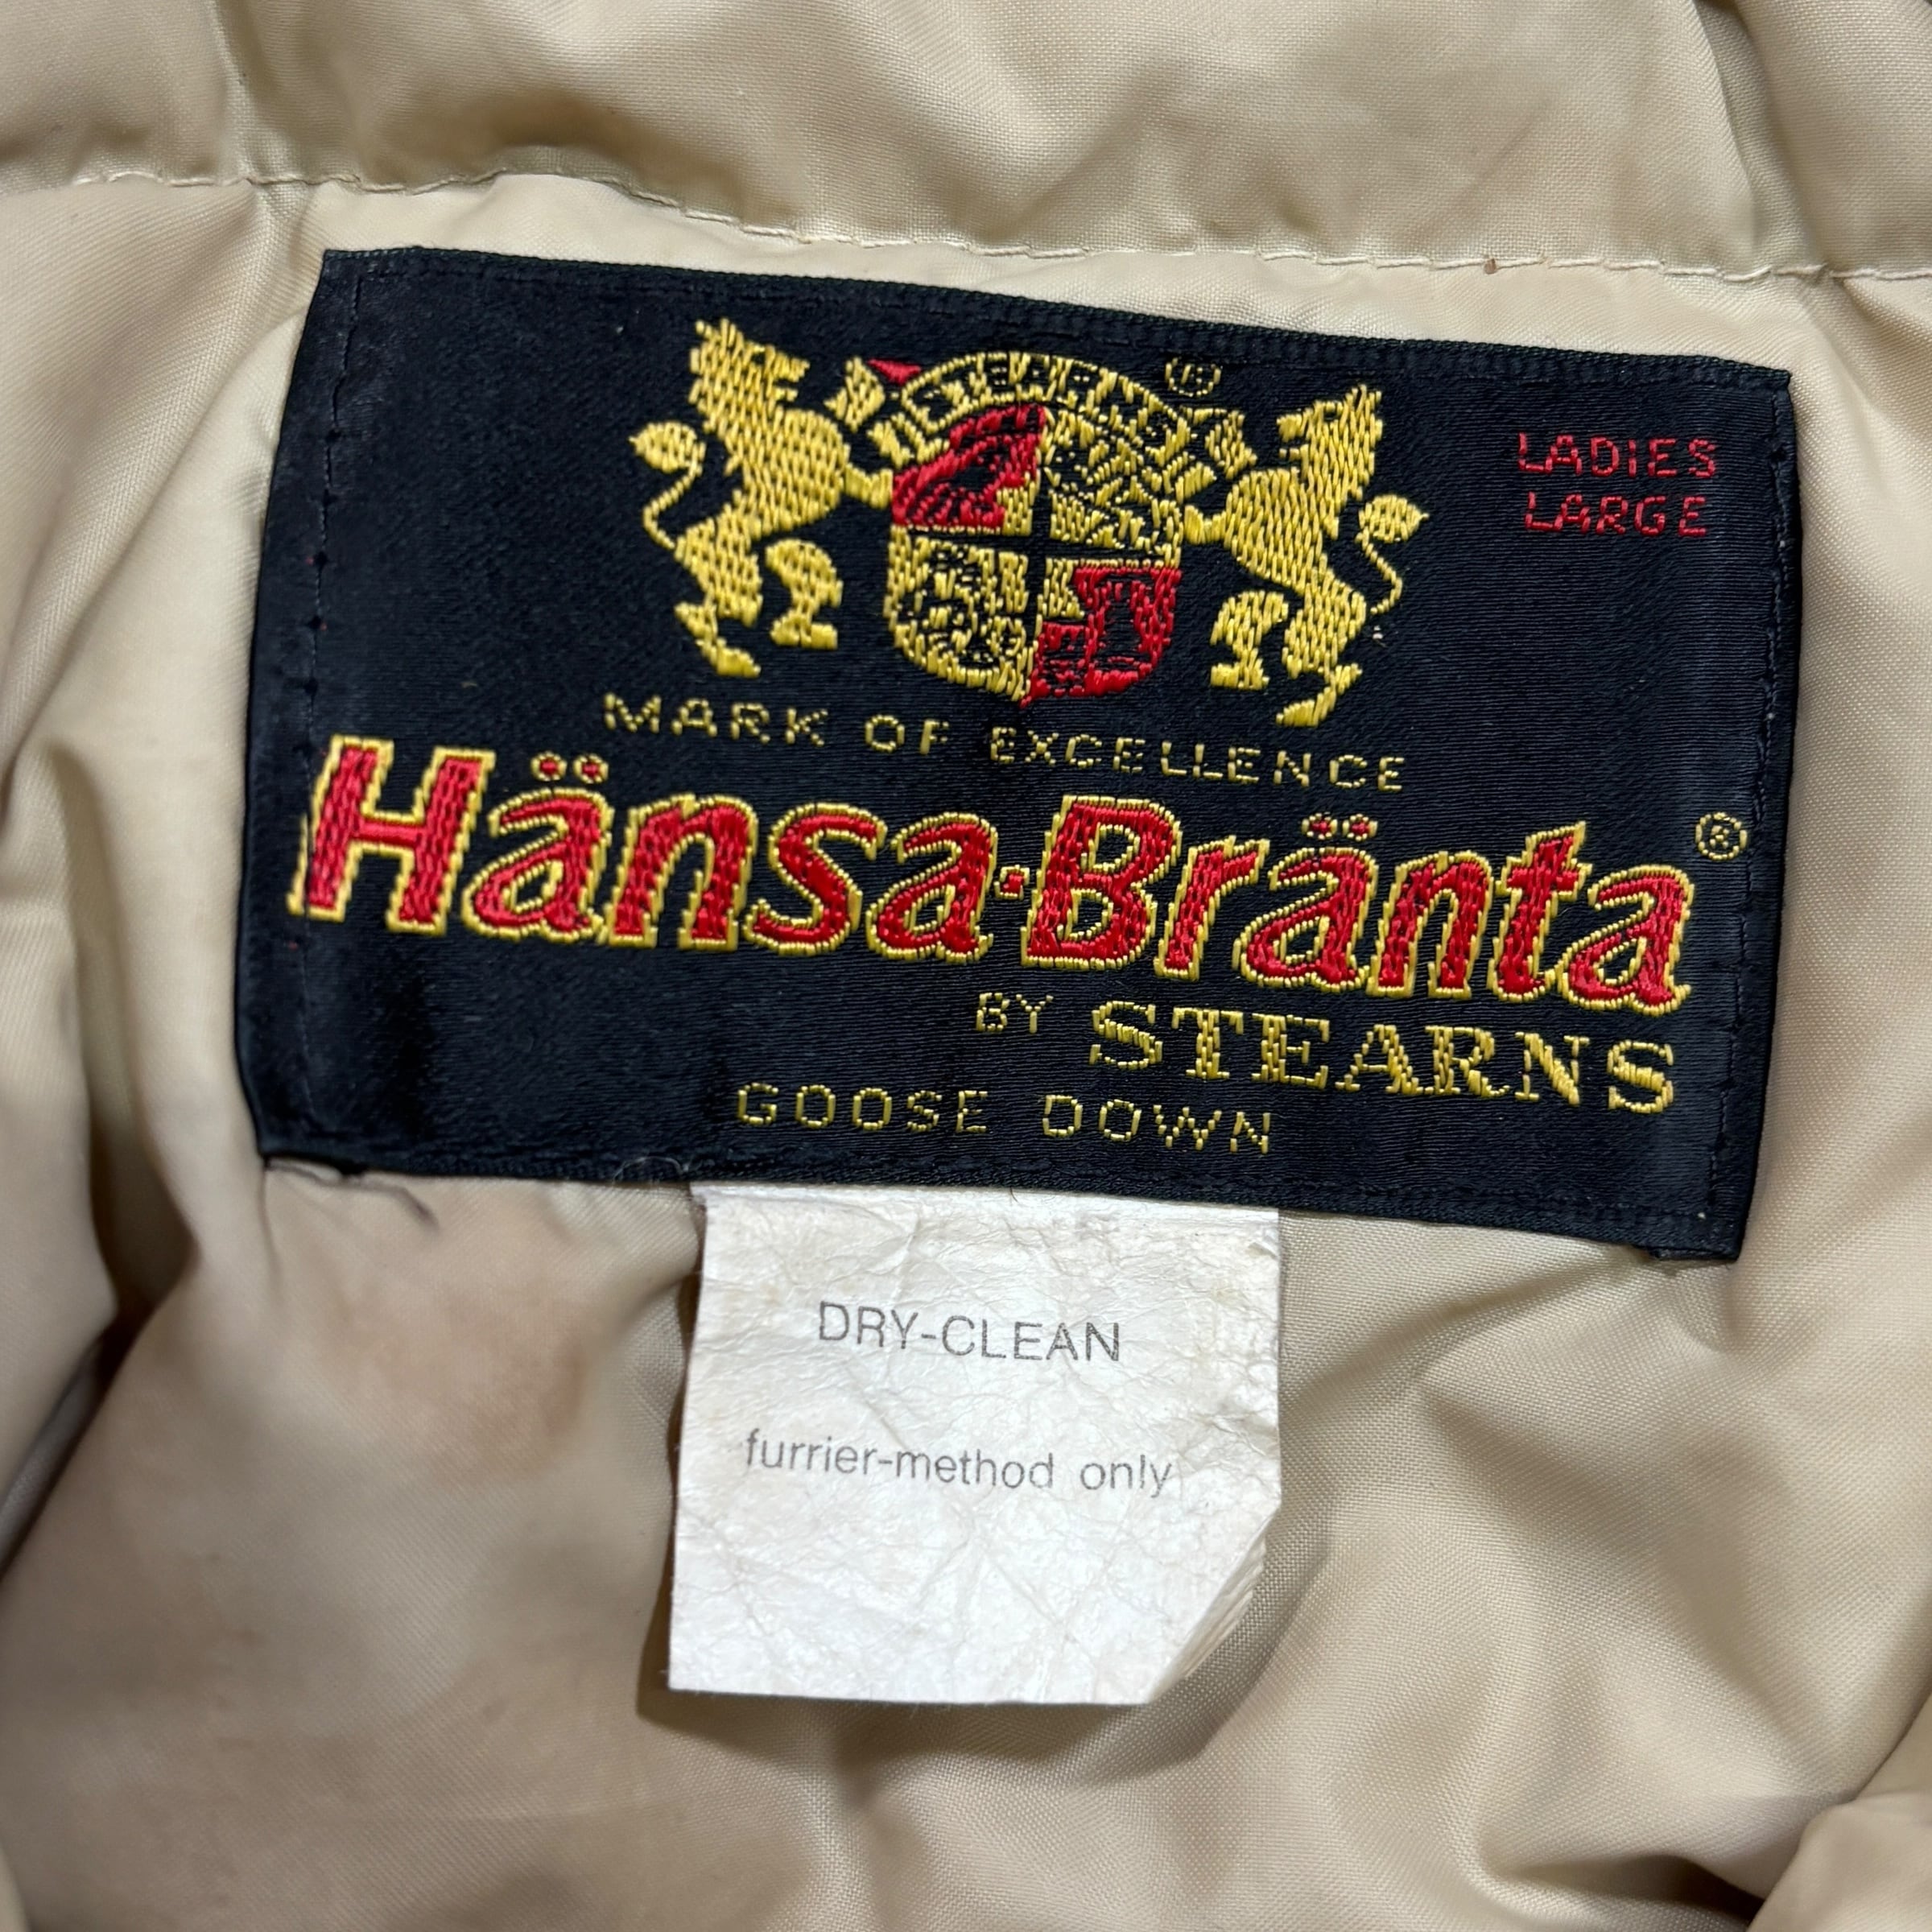 STEARNS ®
LADIES
LARGE
MARK OF EXCELLENCE
Hänsa·Bränta ®
BY STEARNS
GOOSE DOWN
DRY-CLEAN
furrier-method only